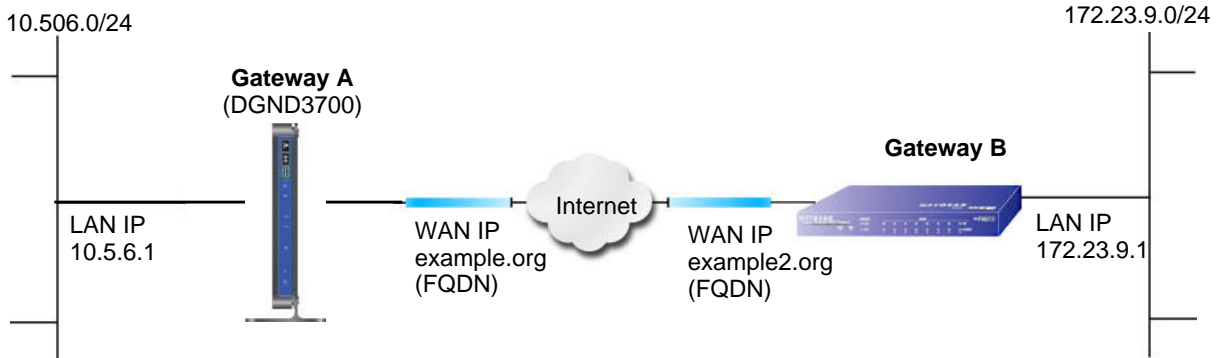 10.506.0/24
172.23.9.0/24
Gateway A
(DGND3700)
Gateway B
LAN IP
10.5.6.1
WAN IP
example.org
(FQDN)
Internet
WAN IP
example2.org
(FQDN)
NETGEAR
LAN IP
172.23.9.1